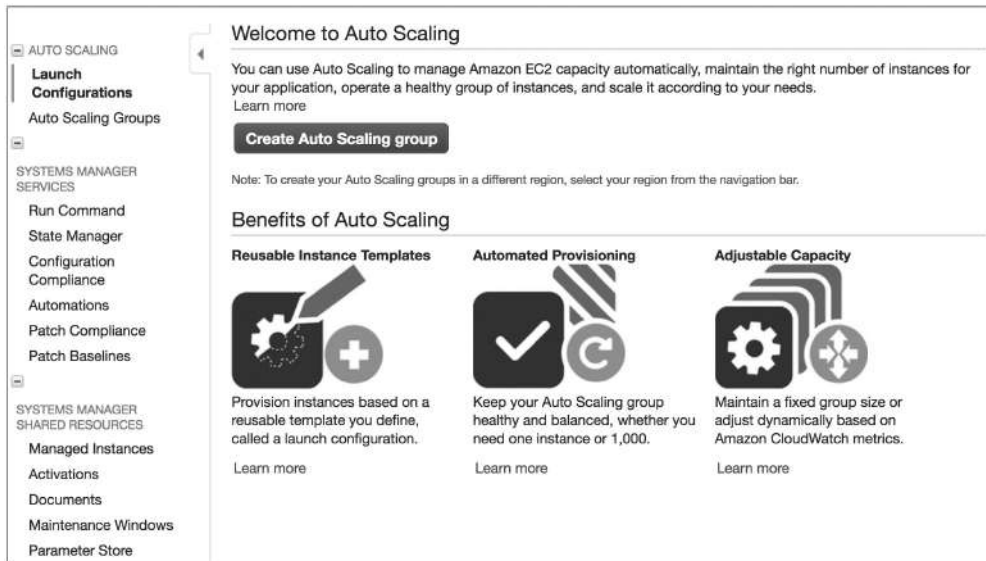 AUTO SCALING
Launch
Configurations
Auto Scaling Groups
SYSTEMS MANAGER
SERVICES
Run Command
State Manager
Configuration
Compliance
Automations
Patch Compliance
Patch Baselines
SYSTEMS MANAGER
SHARED RESOURCES
Managed Instances
Activations
Documents
Maintenance Windows
Parameter Store
Welcome to Auto Scaling
You can use Auto Scaling to manage Amazon EC2 capacity automatically, maintain the right number of instances for
your application, operate a healthy group of instances, and scale it according to your needs.
Learn more
Create Auto Scaling group
Note: To create your Auto Scaling groups in a different region, select your region from the navigation bar.
Benefits of Auto Scaling
Reusable Instance Templates
Provision instances based on a
reusable template you define,
called a launch configuration.
Learn more
Automated Provisioning
Keep your Auto Scaling group
healthy and balanced, whether you
need one instance or 1,000.
Learn more
Adjustable Capacity
Maintain a fixed group size or
adjust dynamically based on
Amazon CloudWatch metrics.
Learn more